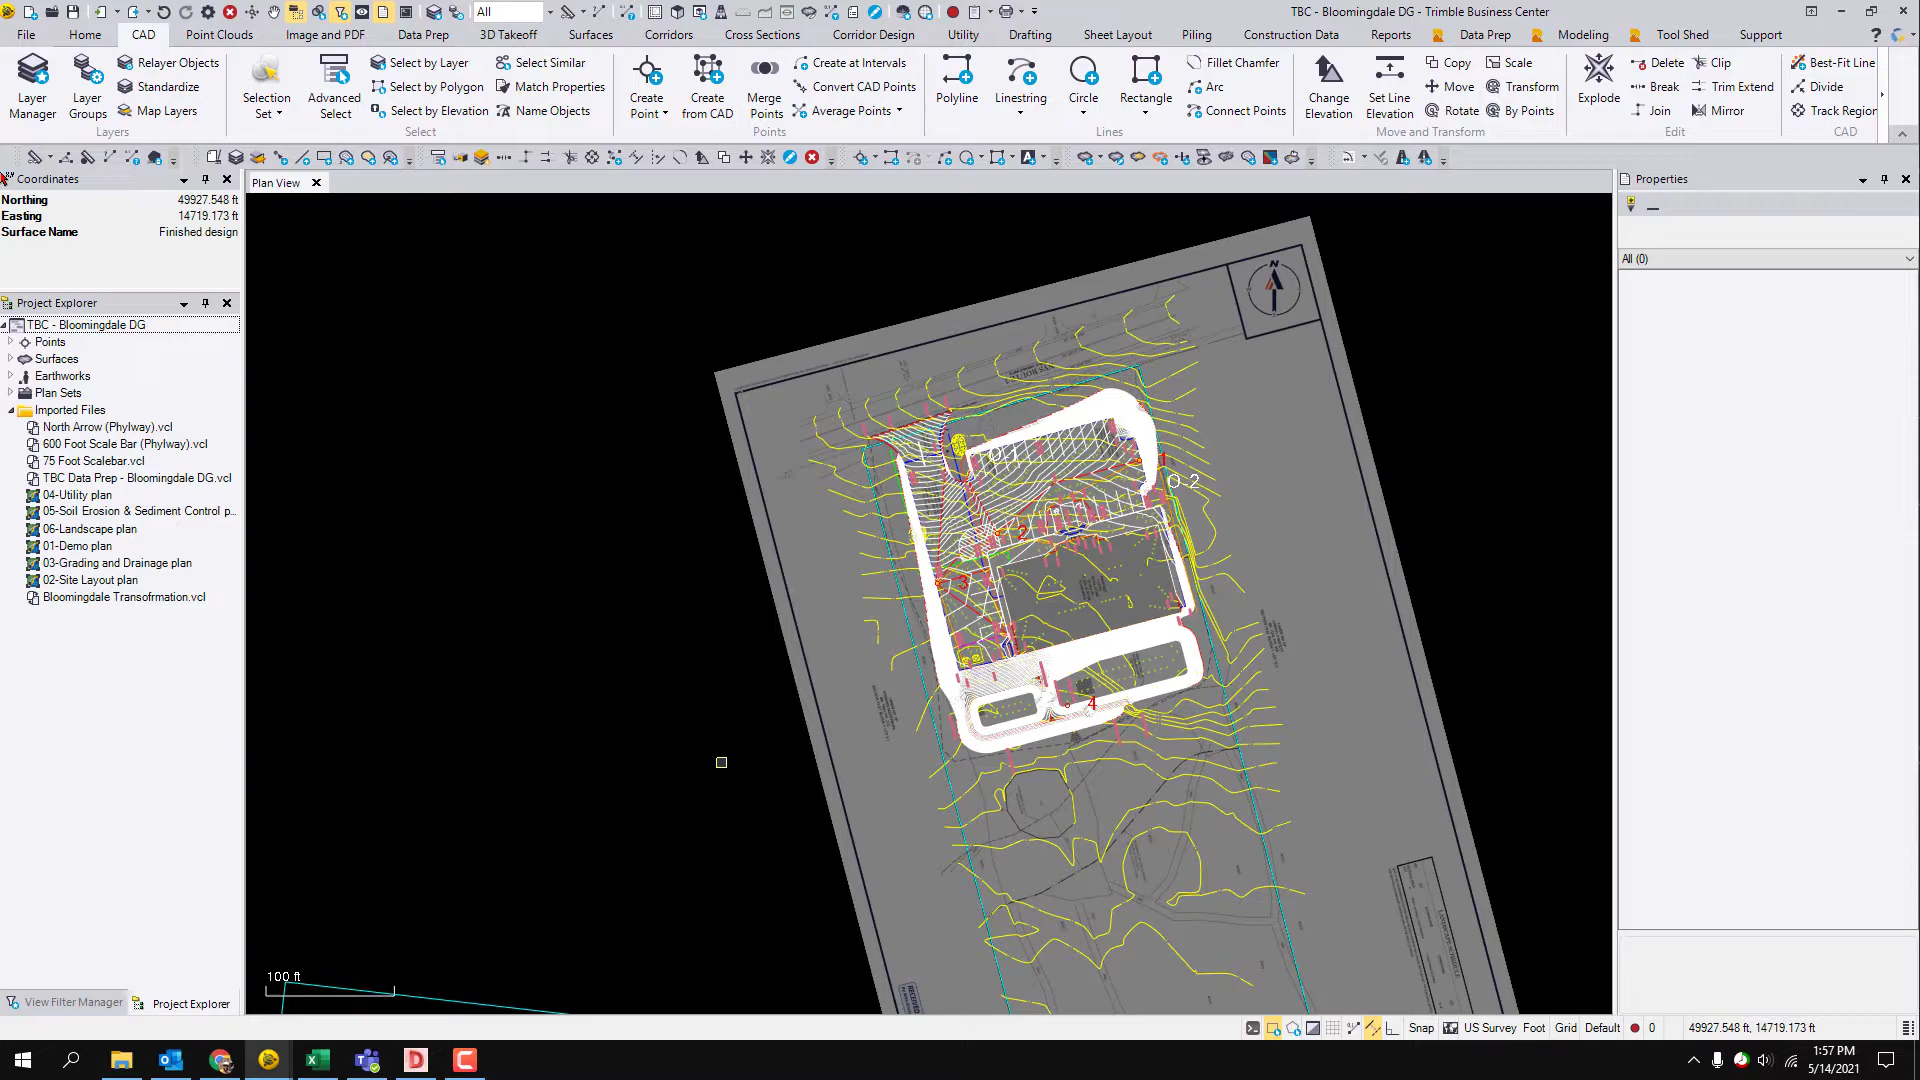 All
TBC - Bloomingdale DG - Trimble Business Center
File Home CAD Point Clouds Image and PDF Data Prep 3D Takeoff Surfaces Corridors Cross Sections Corridor Design Utility Drafting Sheet Layout Piling Construction Data Reports Data Prep Modeling Tool Shed Support
Layer Manager
Layer Groups
Relayer Objects
Standardize
Map Layers
Layers
Selection Set
Advanced Select
Select by Layer
Select by Polygon
Select by Elevation
Select Similar
Match Properties
Name Objects
Select
Create Point
Create from CAD
Merge Points
Create at Intervals
Convert CAD Points
Average Points
Points
Polyline
Linestring
Circle
Rectangle
Fillet Chamfer
Arc
Connect Points
Lines
Change Elevation
Set Line Elevation
Copy
Move
Rotate
Scale
Transform
By Points
Move and Transform
Explode
Delete
Break
Join
Clip
Trim Extend
Mirror
Edit
Best-Fit Line
Divide
Track Region
CAD
Coordinates
Northing 49927.548 ft
Easting 14719.173 ft
Surface Name Finished design
Project Explorer
TBC - Bloomingdale DG
Points
Surfaces
Earthworks
Plan Sets
Imported Files
North Arrow (Phylway).vcl
600 Foot Scale Bar (Phylway).vcl
75 Foot Scalebar.vcl
TBC Data Prep - Bloomingdale DG.vcl
04-Utility plan
05-Soil Erosion & Sediment Control p...
06-Landscape plan
01-Demo plan
03-Grading and Drainage plan
02-Site Layout plan
Bloomingdale Transofrmation.vcl
View Filter Manager
Project Explorer
Plan View
N
1
O-2
2
3
4
100 ft
Properties
All (0)
Snap US Survey Foot Grid Default 0 49927.548 ft, 14719.173 ft
1:57 PM
5/14/2021